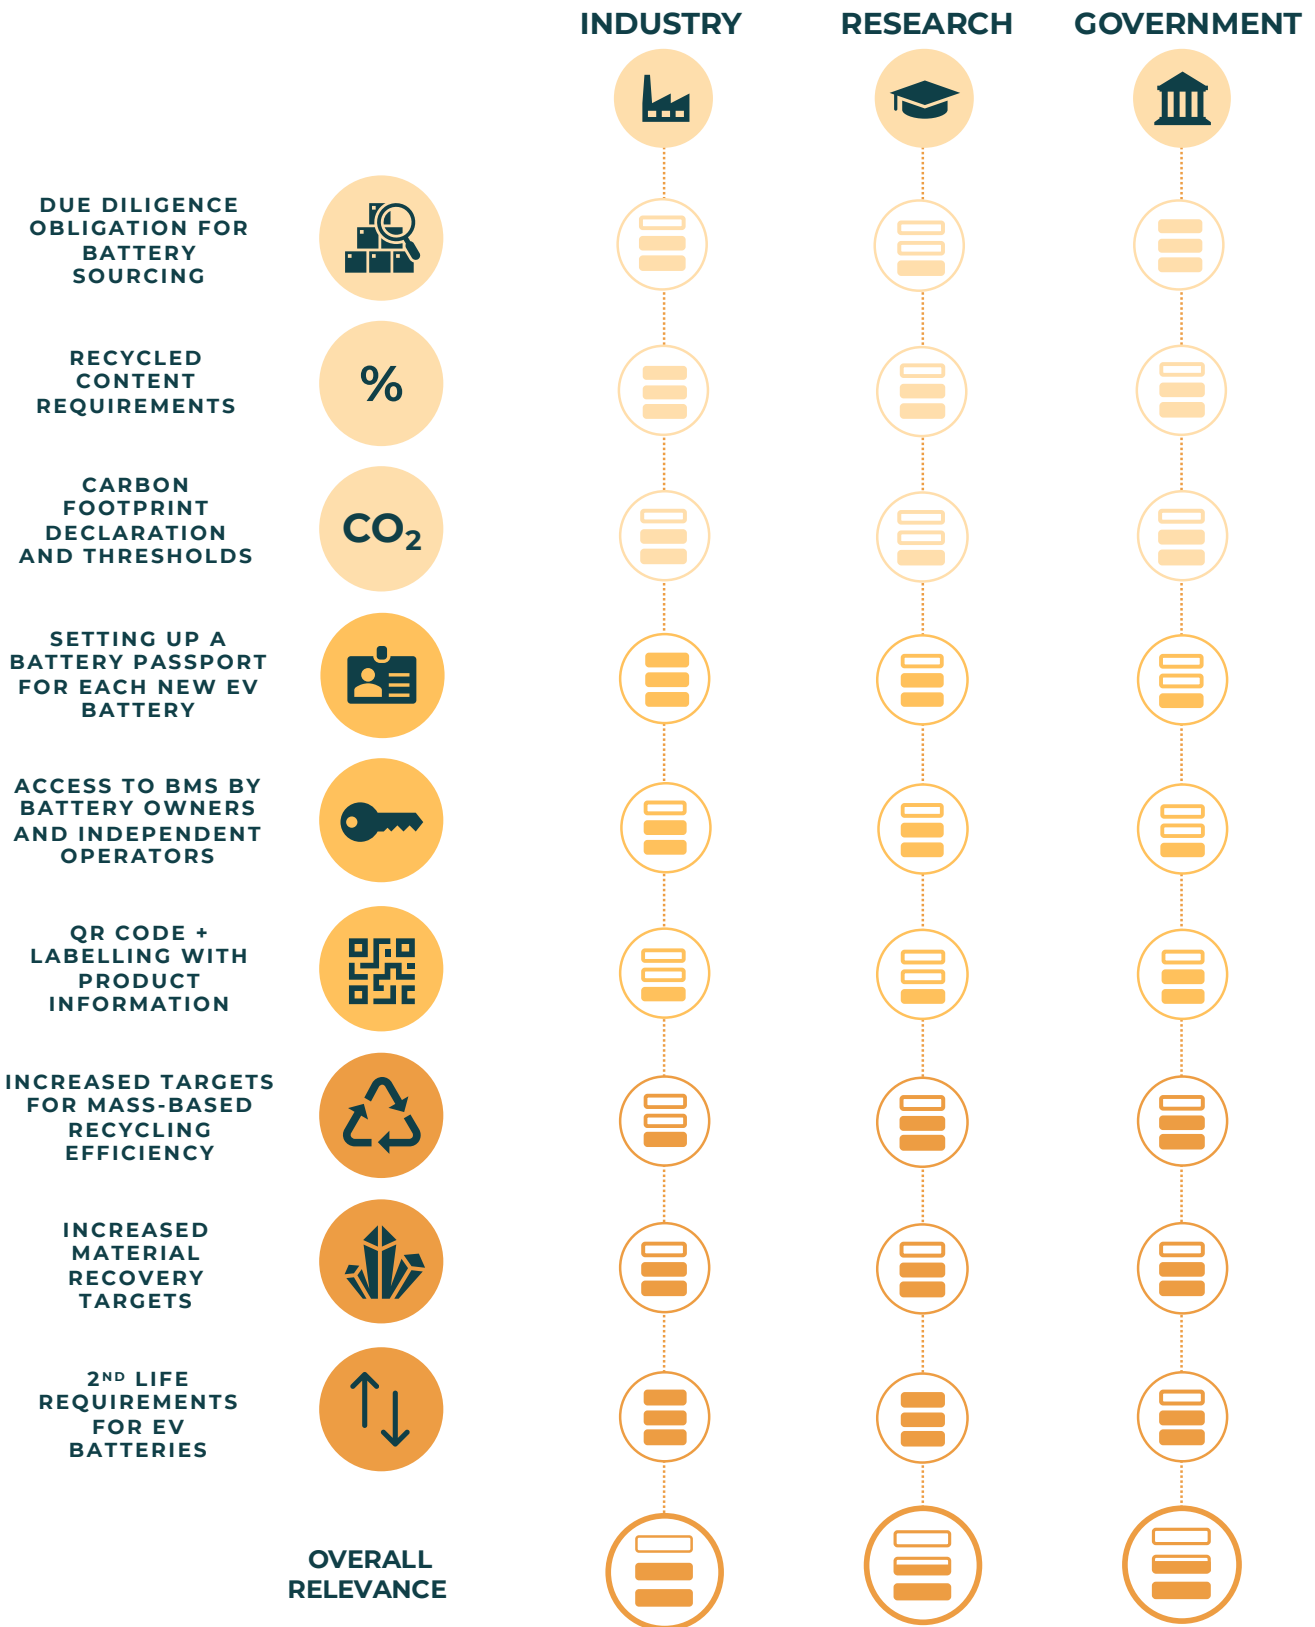 INDUSTRY RESEARCH GOVERNMENT
DUE DILIGENCE
OBLIGATION FOR
BATTERY
SOURCING
RECYCLED
CONTENT
REQUIREMENTS
%
CARBON
FOOTPRINT
DECLARATION
AND THRESHOLDS
CO₂
SETTING UP A
BATTERY PASSPORT
FOR EACH NEW EV
BATTERY
ACCESS TO BMS BY
BATTERY OWNERS
AND INDEPENDENT
OPERATORS
QR CODE +
LABELLING WITH
PRODUCT
INFORMATION
INCREASED TARGETS
FOR MASS-BASED
RECYCLING
EFFICIENCY
INCREASED
MATERIAL
RECOVERY
TARGETS
2ND LIFE
REQUIREMENTS
FOR EV
BATTERIES
OVERALL
RELEVANCE